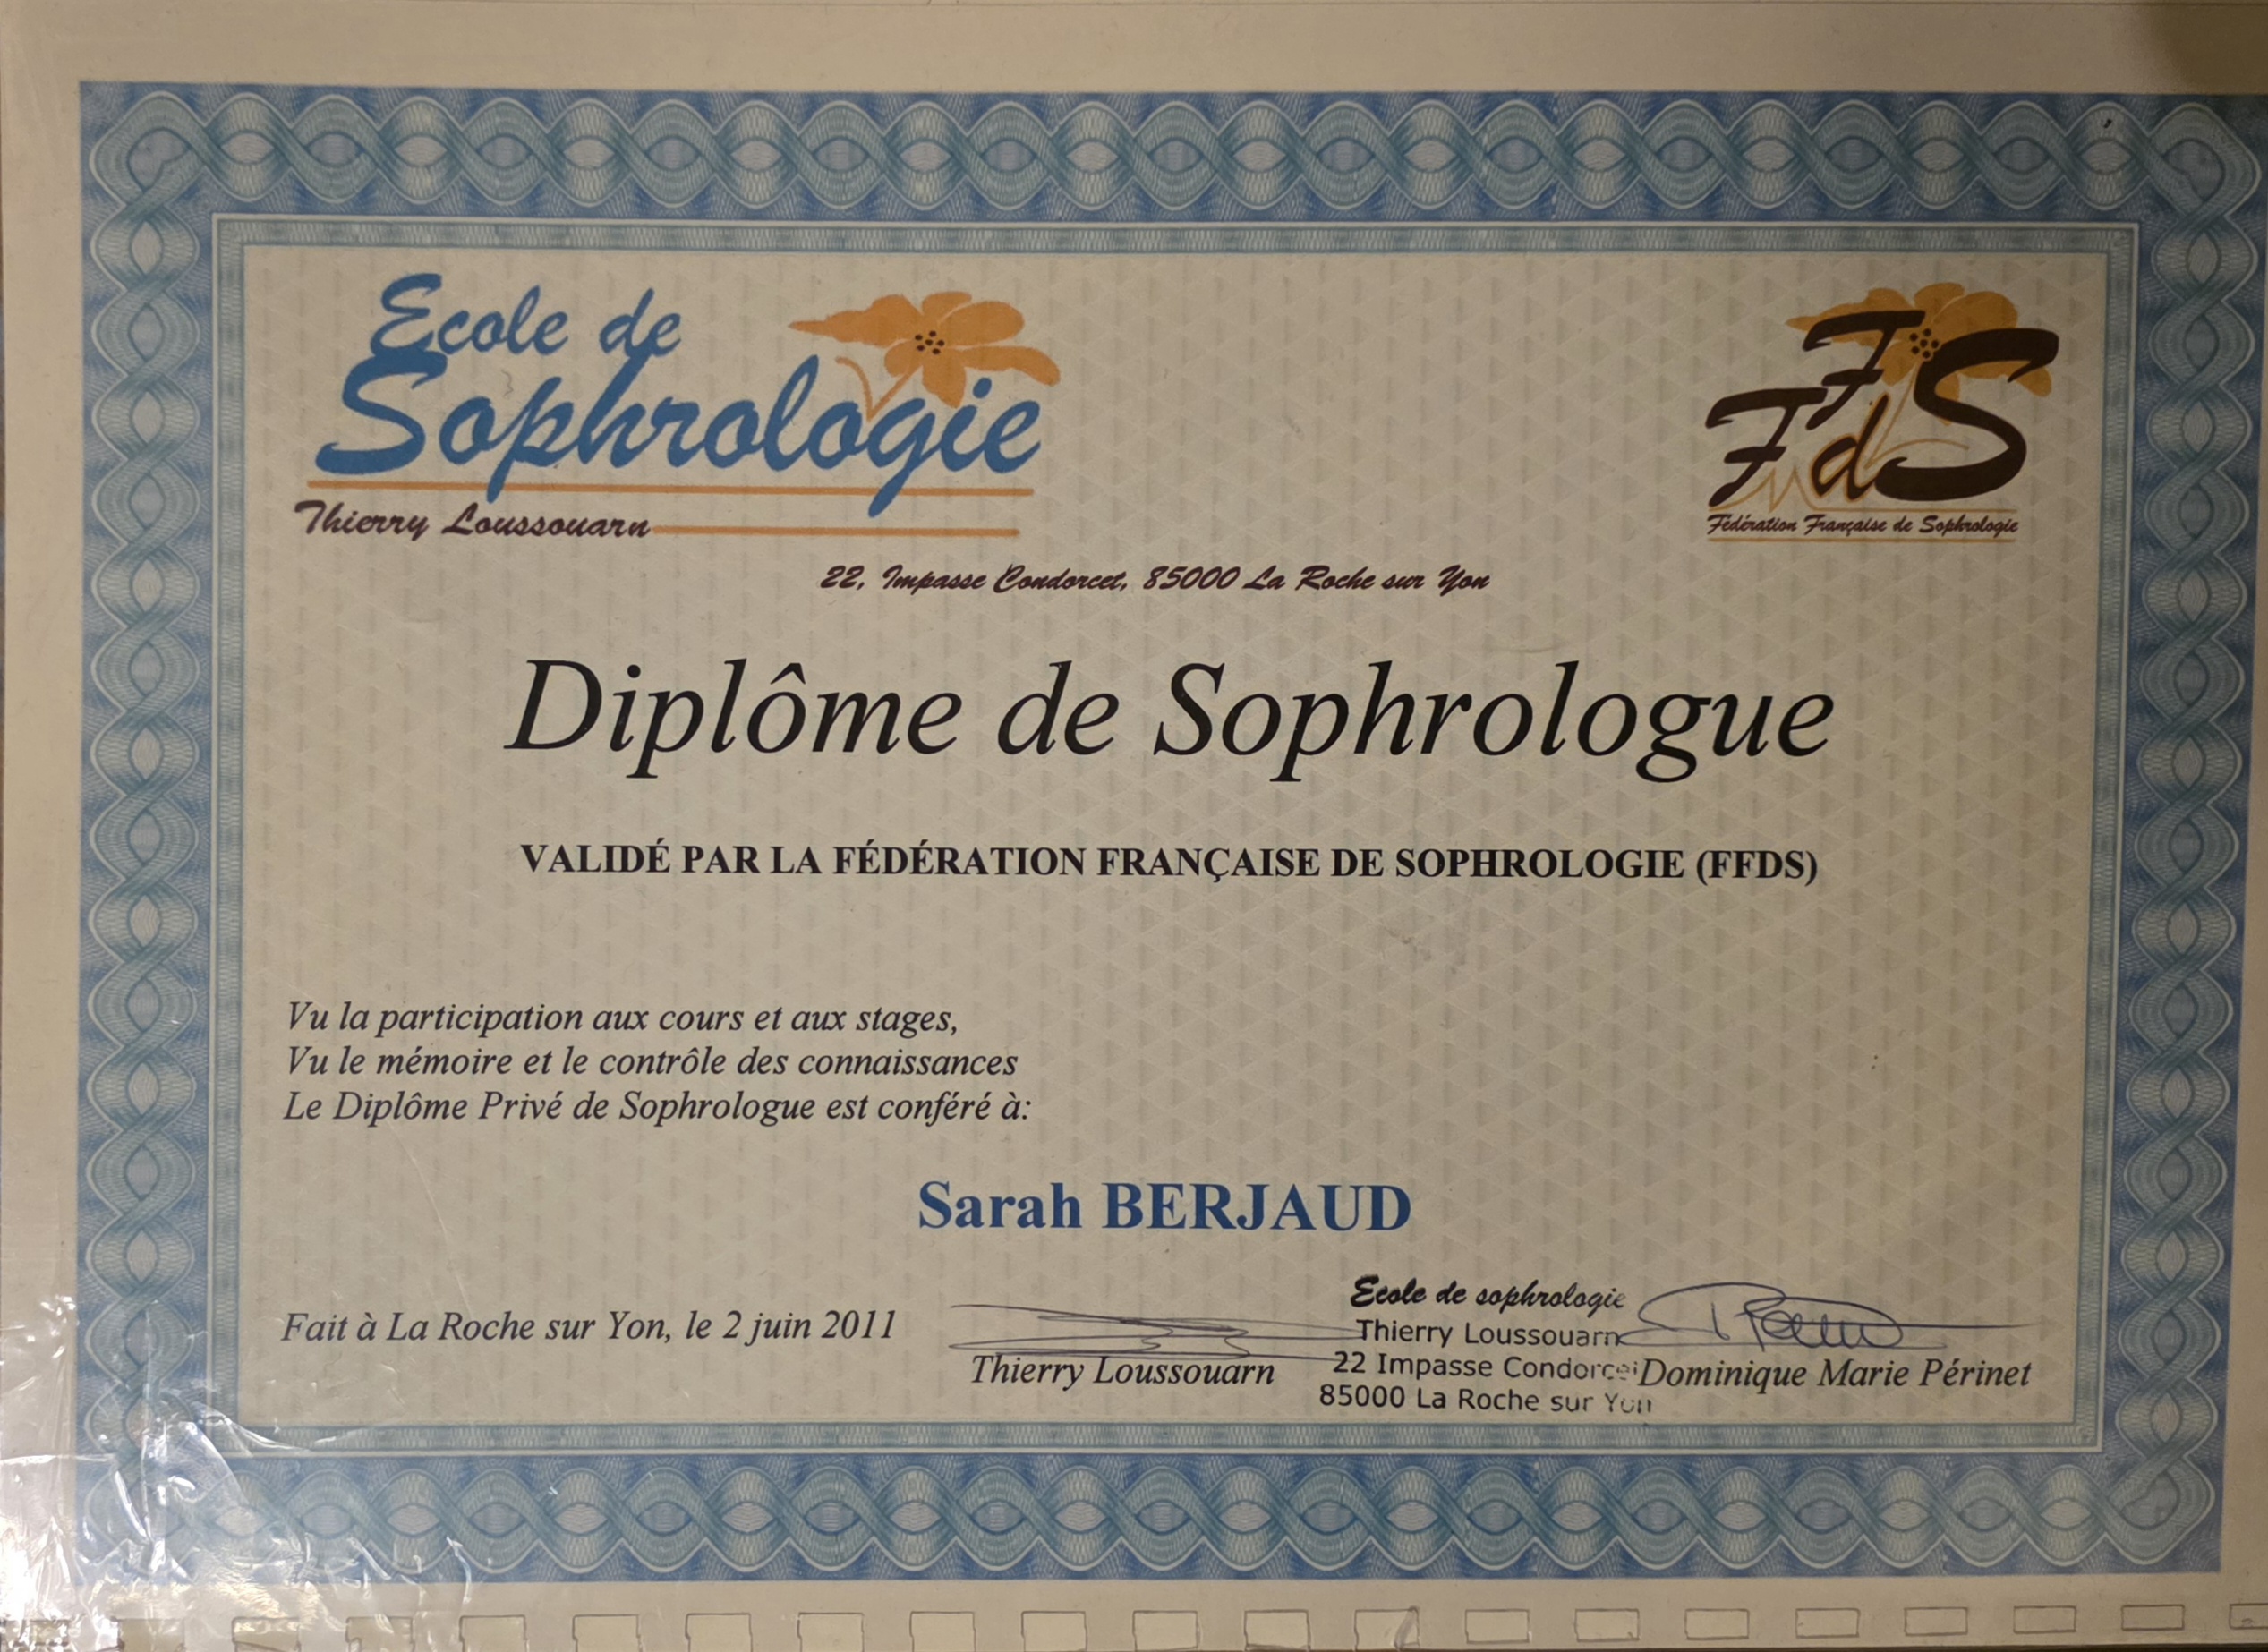 Ecole de
Sophrologie
Thierry Loussouarn
FFdS
Fédération Française de Sophrologie
22, Impasse Condorcet, 85000 La Roche sur Yon
Diplôme de Sophrologue
VALIDÉ PAR LA FÉDÉRATION FRANÇAISE DE SOPHROLOGIE (FFDS)
Vu la participation aux cours et aux stages,
Vu le mémoire et le contrôle des connaissances
Le Diplôme Privé de Sophrologue est conféré à:
Sarah BERJAUD
Fait à La Roche sur Yon, le 2 juin 2011
Thierry Loussouarn
Ecole de sophrologie
Thierry Loussouarn
22 Impasse Condorcet
85000 La Roche sur Yon
Dominique Marie Périnet